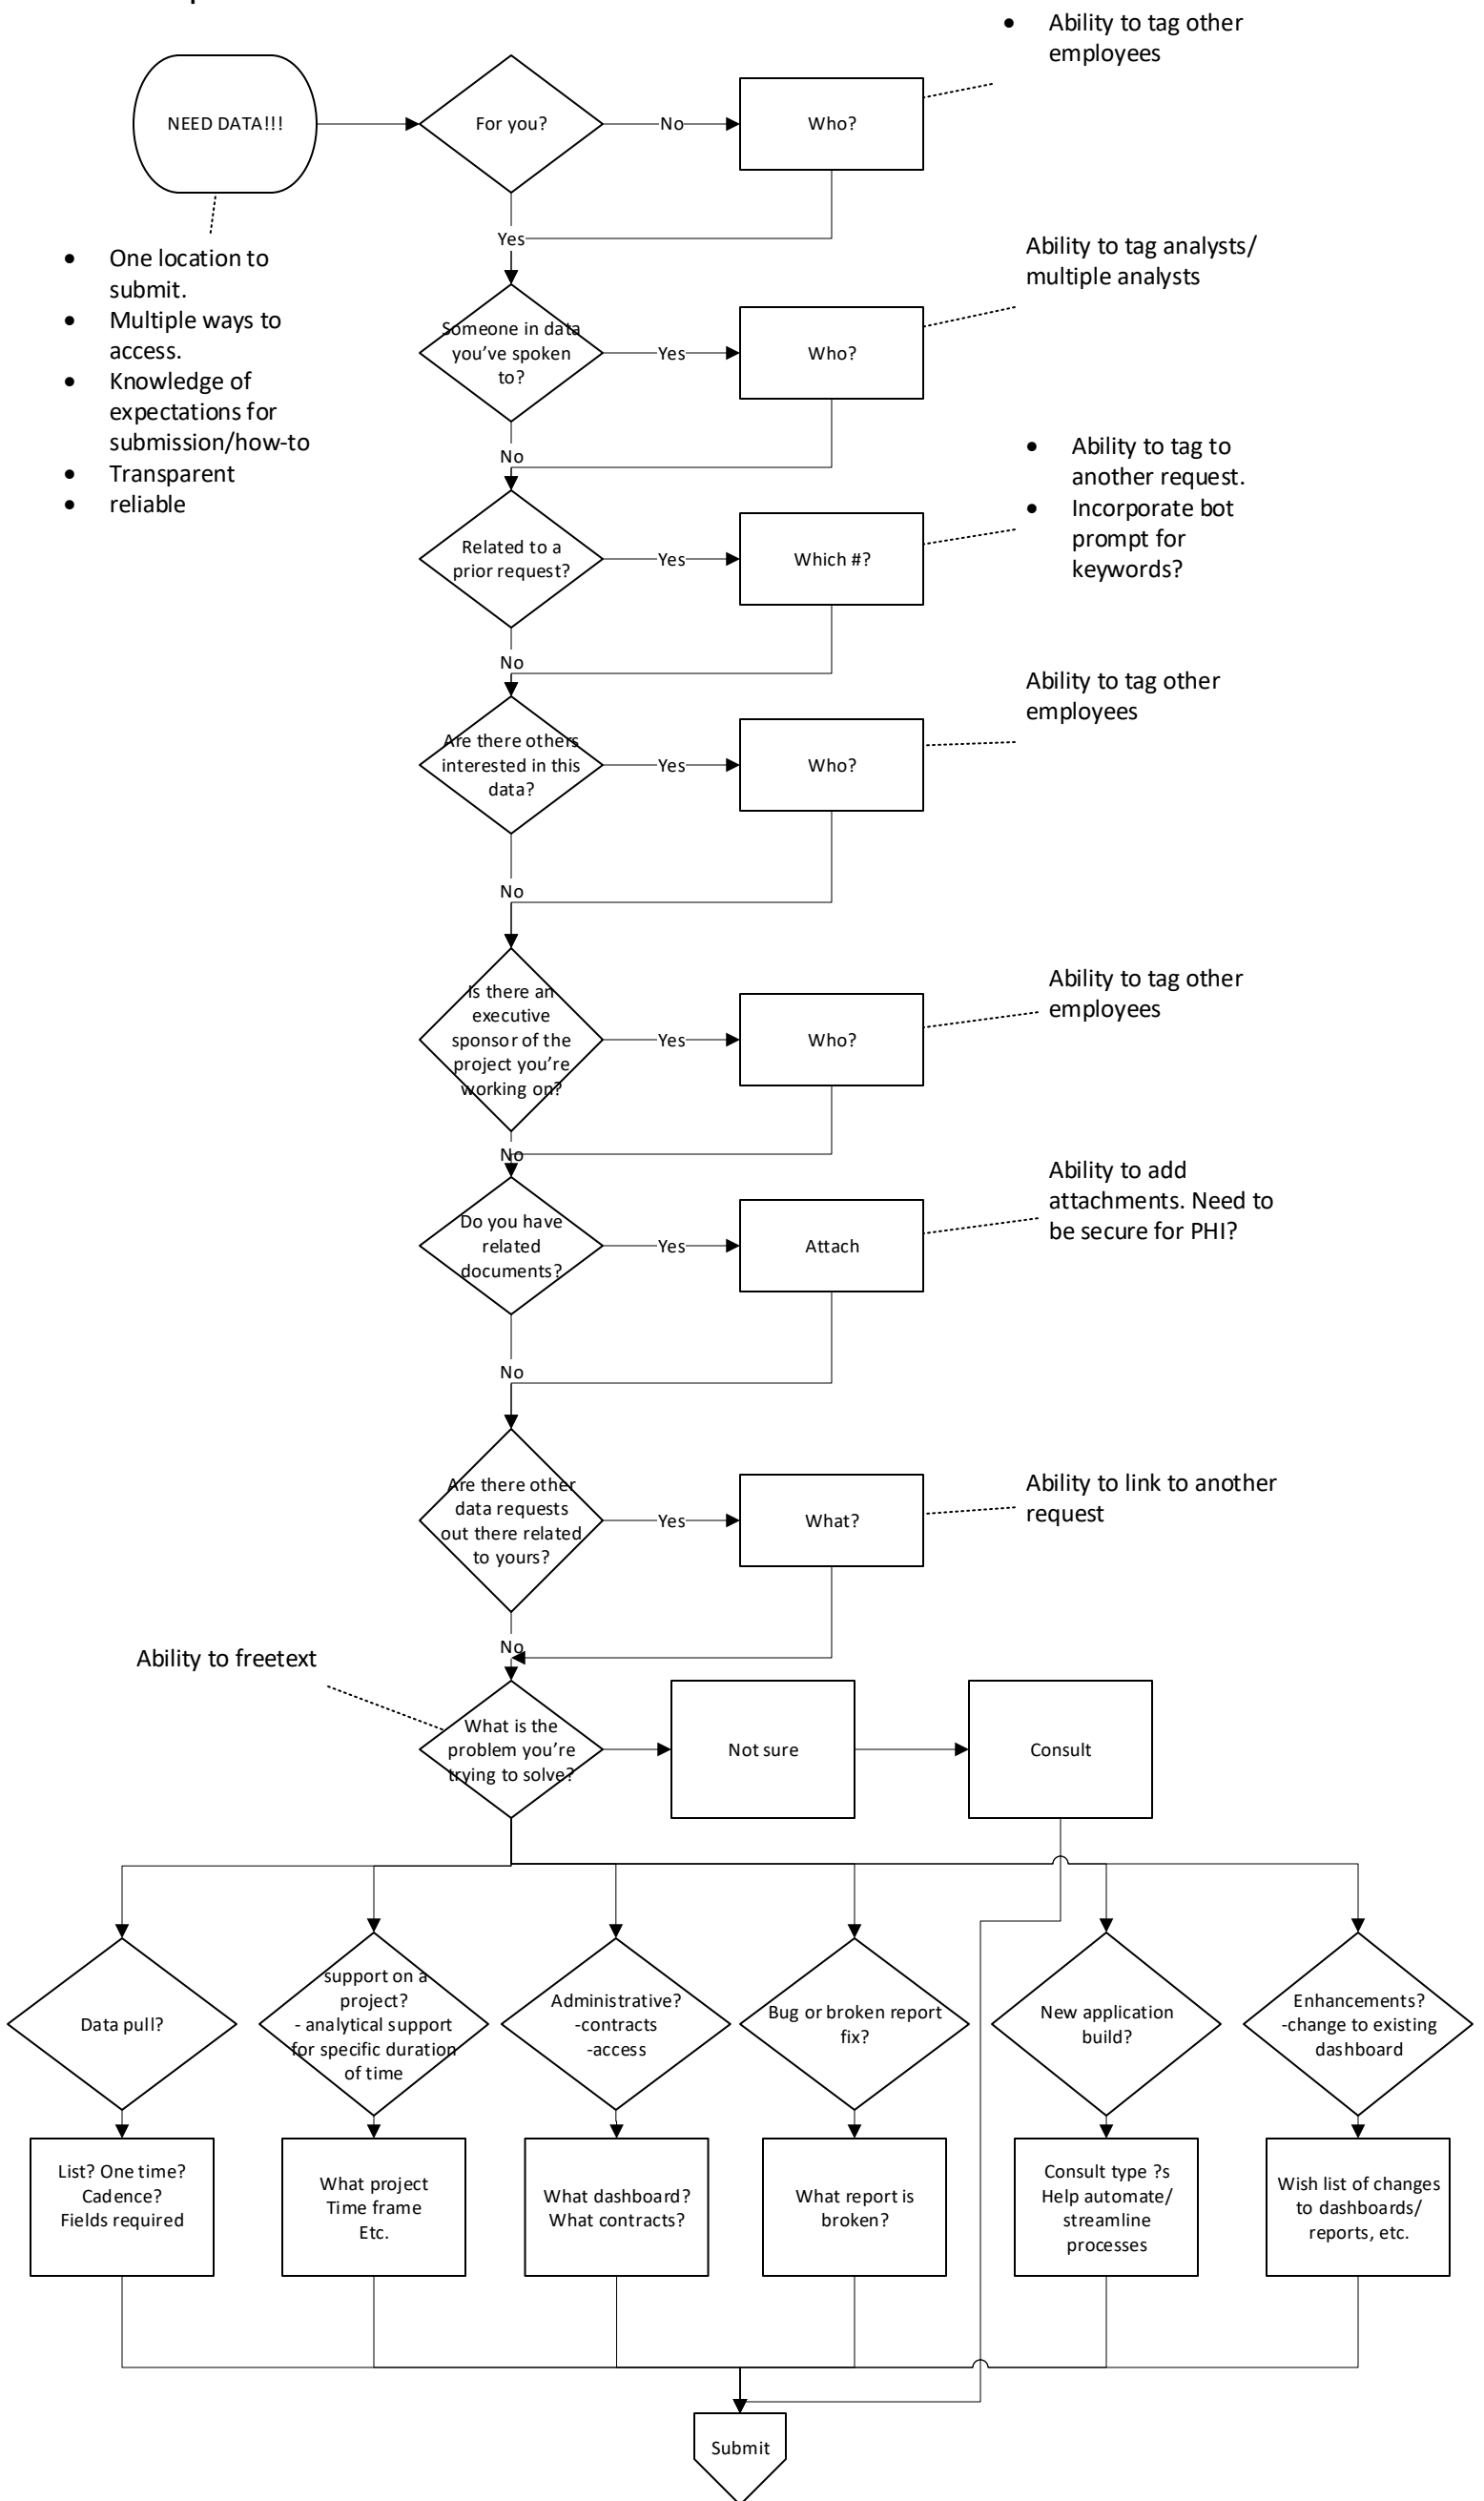 • Ability to tag other
employees
NEED DATA!!!
For you?
No
Who?
Yes
• One location to
submit.
• Multiple ways to
access.
• Knowledge of
expectations for
submission/how-to
• Transparent
• reliable
Ability to tag analysts/
multiple analysts
Someone in data
you’ve spoken
to?
Yes
Who?
No
• Ability to tag to
another request.
• Incorporate bot
prompt for
keywords?
Related to a
prior request?
Yes
Which #?
No
Ability to tag other
employees
Are there others
interested in this
data?
Yes
Who?
No
Ability to tag other
employees
Is there an
executive
sponsor of the
project you’re
working on?
Yes
Who?
No
Ability to add
attachments. Need to
be secure for PHI?
Do you have
related
documents?
Yes
Attach
No
Ability to link to another
request
Are there other
data requests
out there related
to yours?
Yes
What?
No
Ability to freetext
What is the
problem you’re
trying to solve?
Not sure
Consult
Data pull?
support on a
project?
- analytical support
for specific duration
of time
Administrative?
-contracts
-access
Bug or broken report
fix?
New application
build?
Enhancements?
-change to existing
dashboard
List? One time?
Cadence?
Fields required
What project
Time frame
Etc.
What dashboard?
What contracts?
What report is
broken?
Consult type ?s
Help automate/
streamline
processes
Wish list of changes
to dashboards/
reports, etc.
Submit